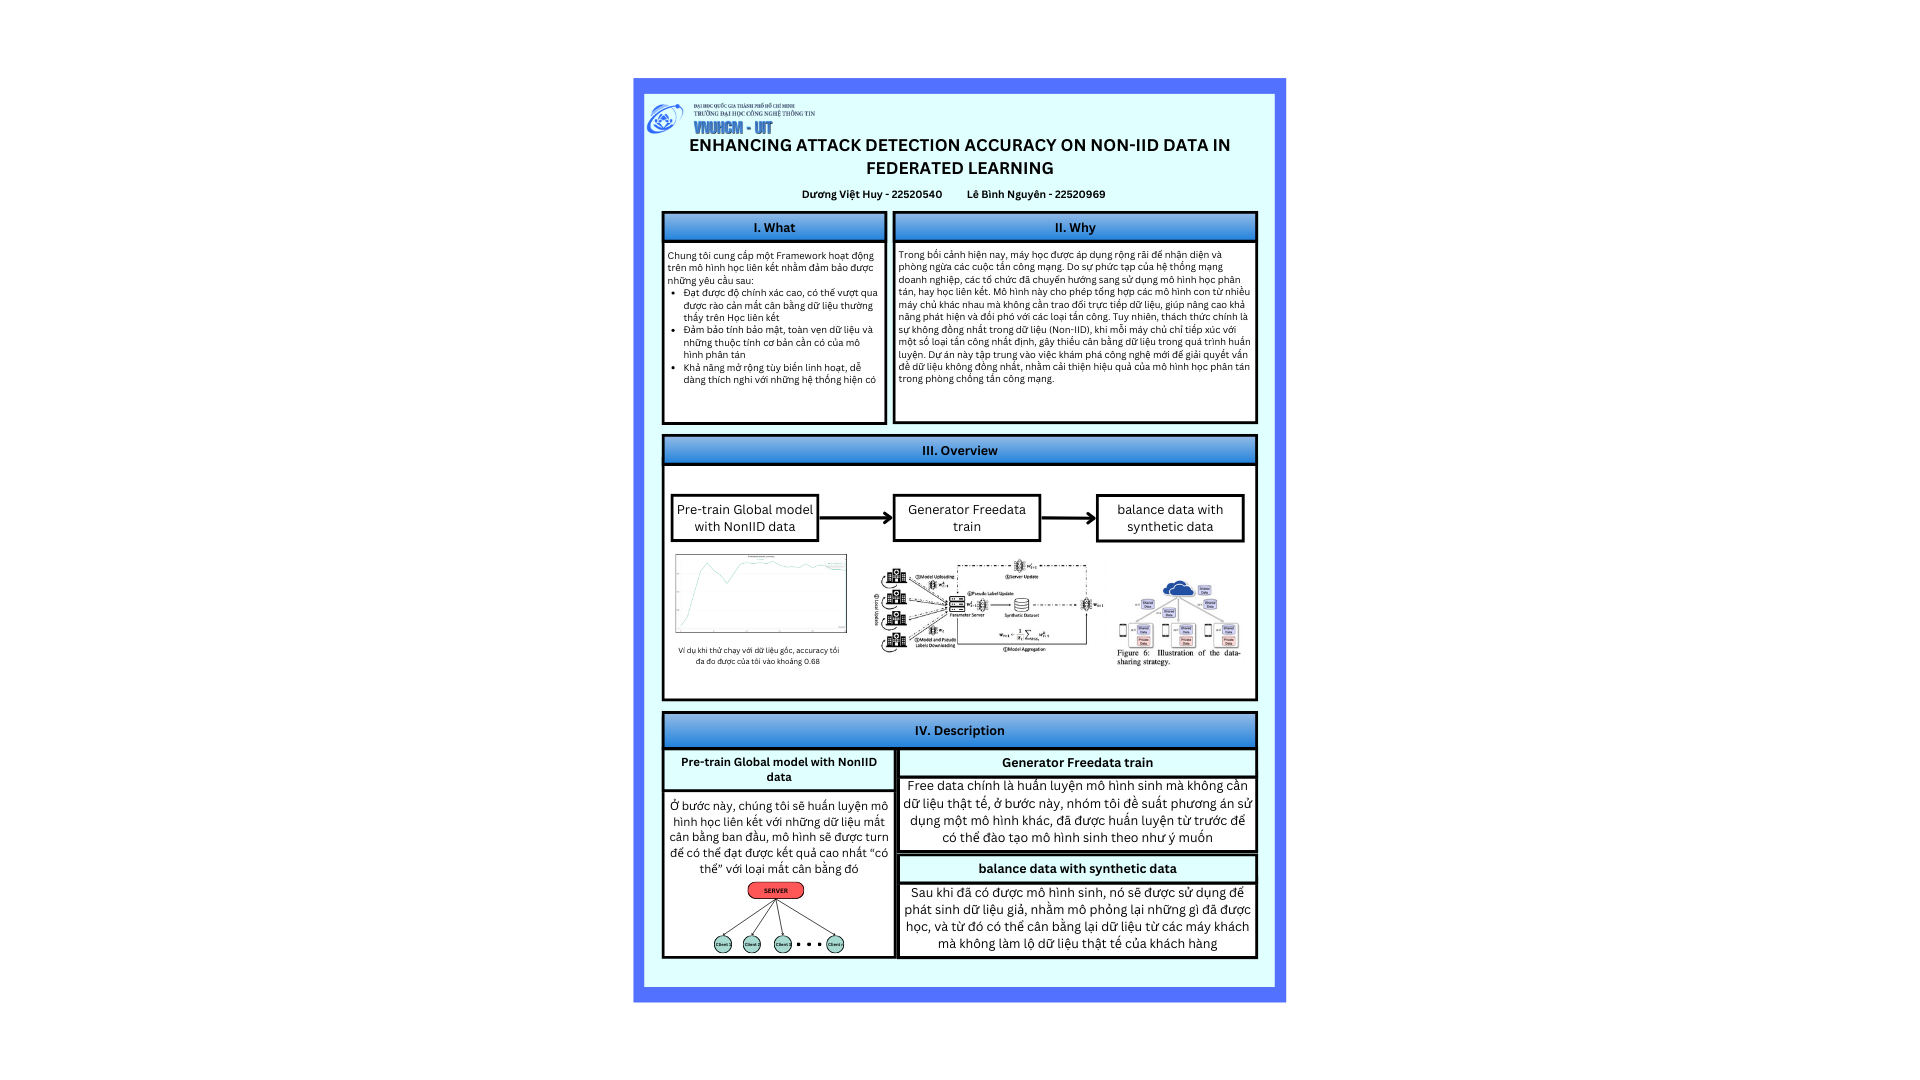 ĐẠI HỌC QUỐC GIA THÀNH PHỐ HỒ CHÍ MINH
TRƯỜNG ĐẠI HỌC CÔNG NGHỆ THÔNG TIN
VNUHCM - UIT
ENHANCING ATTACK DETECTION ACCURACY ON NON-IID DATA IN
FEDERATED LEARNING
Dương Việt Huy - 22520540 Lê Bình Nguyên - 22520969
I. What
Chung tôi cung cấp một Framework hoạt động
trên mô hình học liên kết nhằm đảm bảo được
những yêu cầu sau:
• Đạt được độ chính xác cao, có thể vượt qua
được rào cản mất cân bằng dữ liệu thường
thấy trên Học liên kết
• Đảm bảo tính bảo mật, toàn vẹn dữ liệu và
những thuộc tính cơ bản cần có của mô
hình phân tán
• Khả năng mở rộng tùy biến linh hoạt, dễ
dàng thích nghi với những hệ thống hiện có
II. Why
Trong bối cảnh hiện nay, máy học được áp dụng rộng rãi để nhận diện và
phòng ngừa các cuộc tấn công mạng. Do sự phức tạp của hệ thống mạng
doanh nghiệp, các tổ chức đã chuyển hướng sang sử dụng mô hình học phân
tán, hay học liên kết. Mô hình này cho phép tổng hợp các mô hình con từ nhiều
máy chủ khác nhau mà không cần trao đổi trực tiếp dữ liệu, giúp nâng cao khả
năng phát hiện và đối phó với các loại tấn công. Tuy nhiên, thách thức chính là
sự không đồng nhất trong dữ liệu (Non-IID), khi mỗi máy chủ chỉ tiếp xúc với
một số loại tấn công nhất định, gây thiếu cân bằng dữ liệu trong quá trình huấn
luyện. Dự án này tập trung vào việc khám phá công nghệ mới để giải quyết vấn
đề dữ liệu không đồng nhất, nhằm cải thiện hiệu quả của mô hình học phân tán
trong phòng chống tấn công mạng.
III. Overview
Pre-train Global model
with NonIID data
Generator Freedata
train
balance data with
synthetic data
Ví dụ khi thử chạy với dữ liệu gốc, accuracy tối
đa đo được của tôi vào khoảng 0.68
①Model Uploading
Server Update
Pseudo Label Update
Local Update
Parameter Server
Synthetic Dataset
Model and Pseudo
Labels Downloading
Model Aggregation
Shared
Data
Shared
Data
Shared
Data
Shared
Data
Shared
Data
Shared
Data
Shared
Data
Private
Data
Private
Data
Private
Data
Figure 6: Illustration of the data-
sharing strategy.
IV. Description
Pre-train Global model with NonIID
data
Ở bước này, chúng tôi sẽ huấn luyện mô
hình học liên kết với những dữ liệu mất
cân bằng ban đầu, mô hình sẽ được turn
để có thể đạt được kết quả cao nhất “có
thể” với loại mất cân bằng đó
SERVER
Client 1 Client 2 Client 3 • • • Client n
Generator Freedata train
Free data chính là huấn luyện mô hình sinh mà không cần
dữ liệu thật tế, ở bước này, nhóm tôi đề suất phương án sử
dụng một mô hình khác, đã được huấn luyện từ trước để
có thể đào tạo mô hình sinh theo như ý muốn
balance data with synthetic data
Sau khi đã có được mô hình sinh, nó sẽ được sử dụng để
phát sinh dữ liệu giả, nhằm mô phỏng lại những gì đã được
học, và từ đó có thể cân bằng lại dữ liệu từ các máy khách
mà không làm lộ dữ liệu thật tế của khách hàng